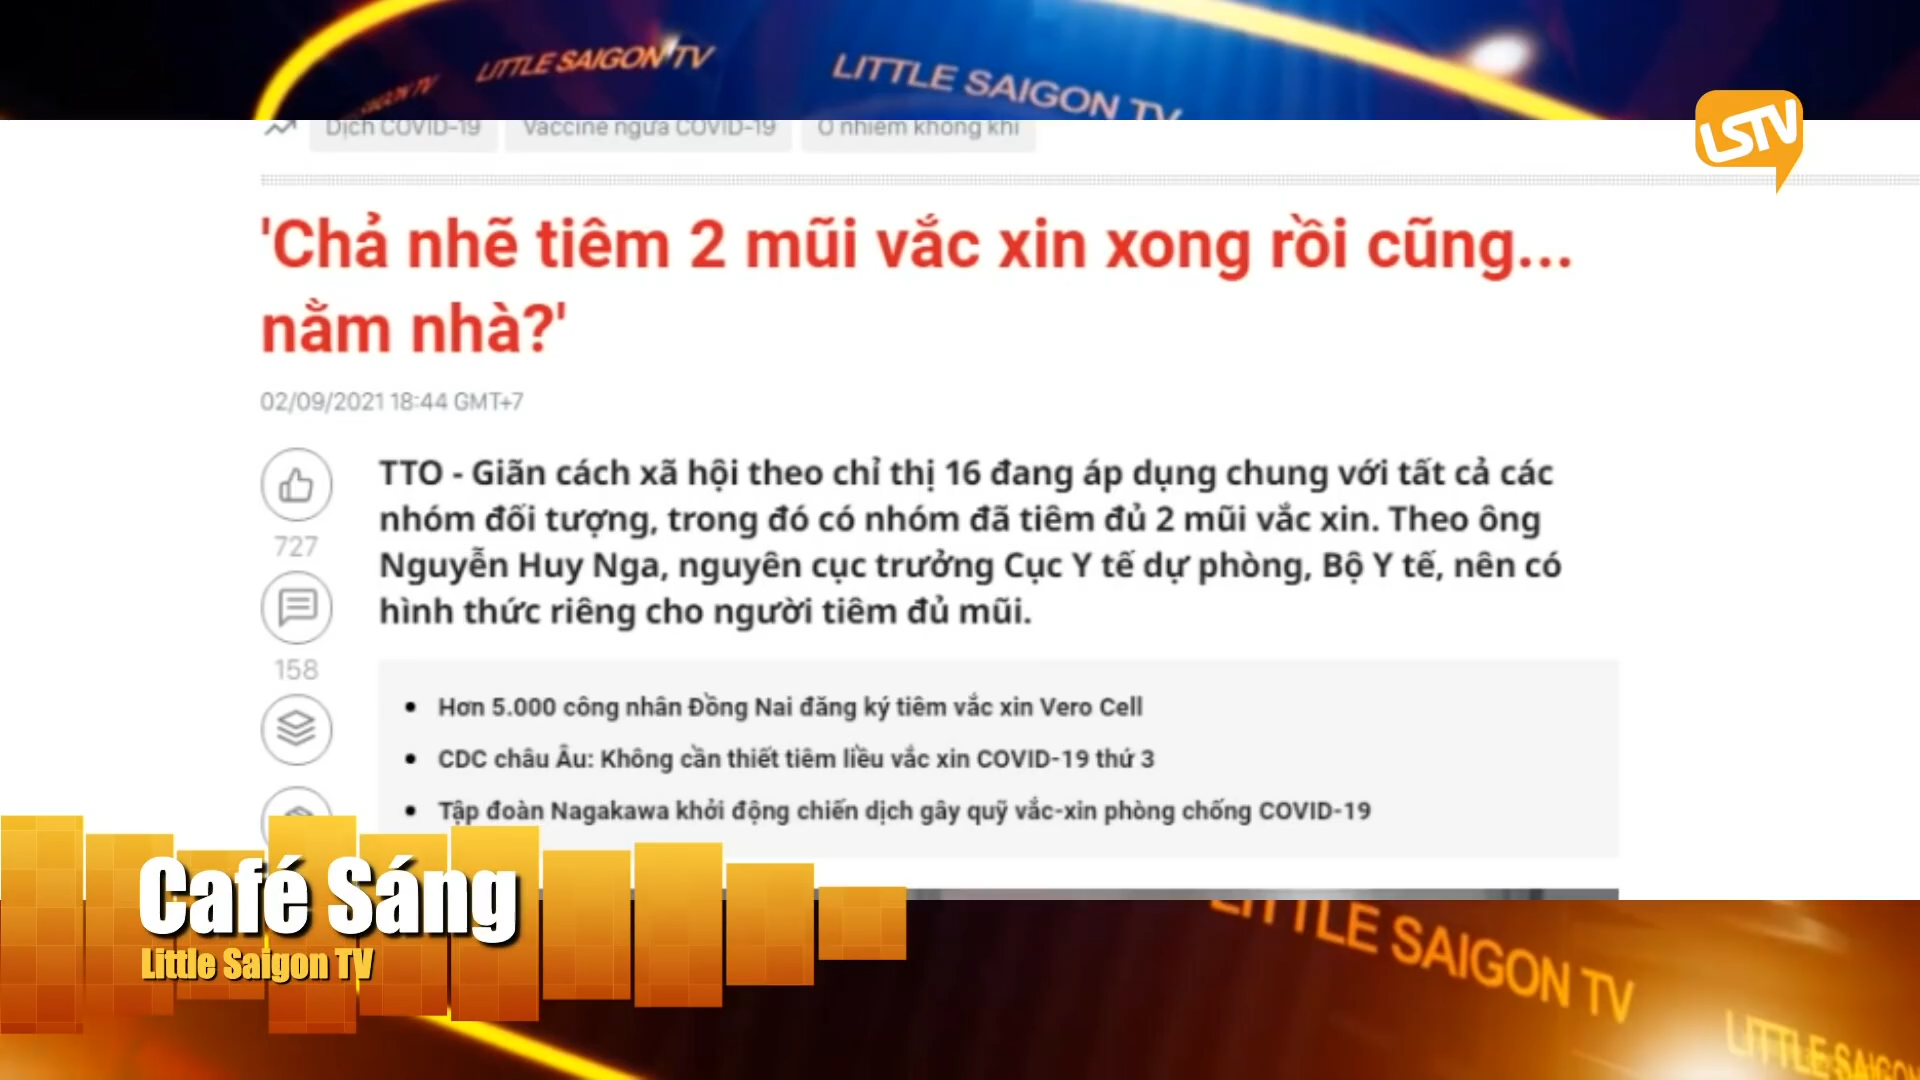 LITTLE SAIGON TV
LITTLE SAIGON TV
SAIGON TV
LSTV
Dịch COVID-19
Vaccine ngừa COVID-19
Ô nhiễm không khí
'Chả nhẽ tiêm 2 mũi vắc xin xong rồi cũng...
nằm nhà?'
02/09/2021 18:44 GMT+7
TTO - Giãn cách xã hội theo chỉ thị 16 đang áp dụng chung với tất cả các
nhóm đối tượng, trong đó có nhóm đã tiêm đủ 2 mũi vắc xin. Theo ông
Nguyễn Huy Nga, nguyên cục trưởng Cục Y tế dự phòng, Bộ Y tế, nên có
hình thức riêng cho người tiêm đủ mũi.
727
158
• Hơn 5.000 công nhân Đồng Nai đăng ký tiêm vắc xin Vero Cell
• CDC châu Âu: Không cần thiết tiêm liều vắc xin COVID-19 thứ 3
• Tập đoàn Nagakawa khởi động chiến dịch gây quỹ vắc-xin phòng chống COVID-19
Café Sáng
Little Saigon TV
LITTLE SAIGON TV
LITTLE SAIGON